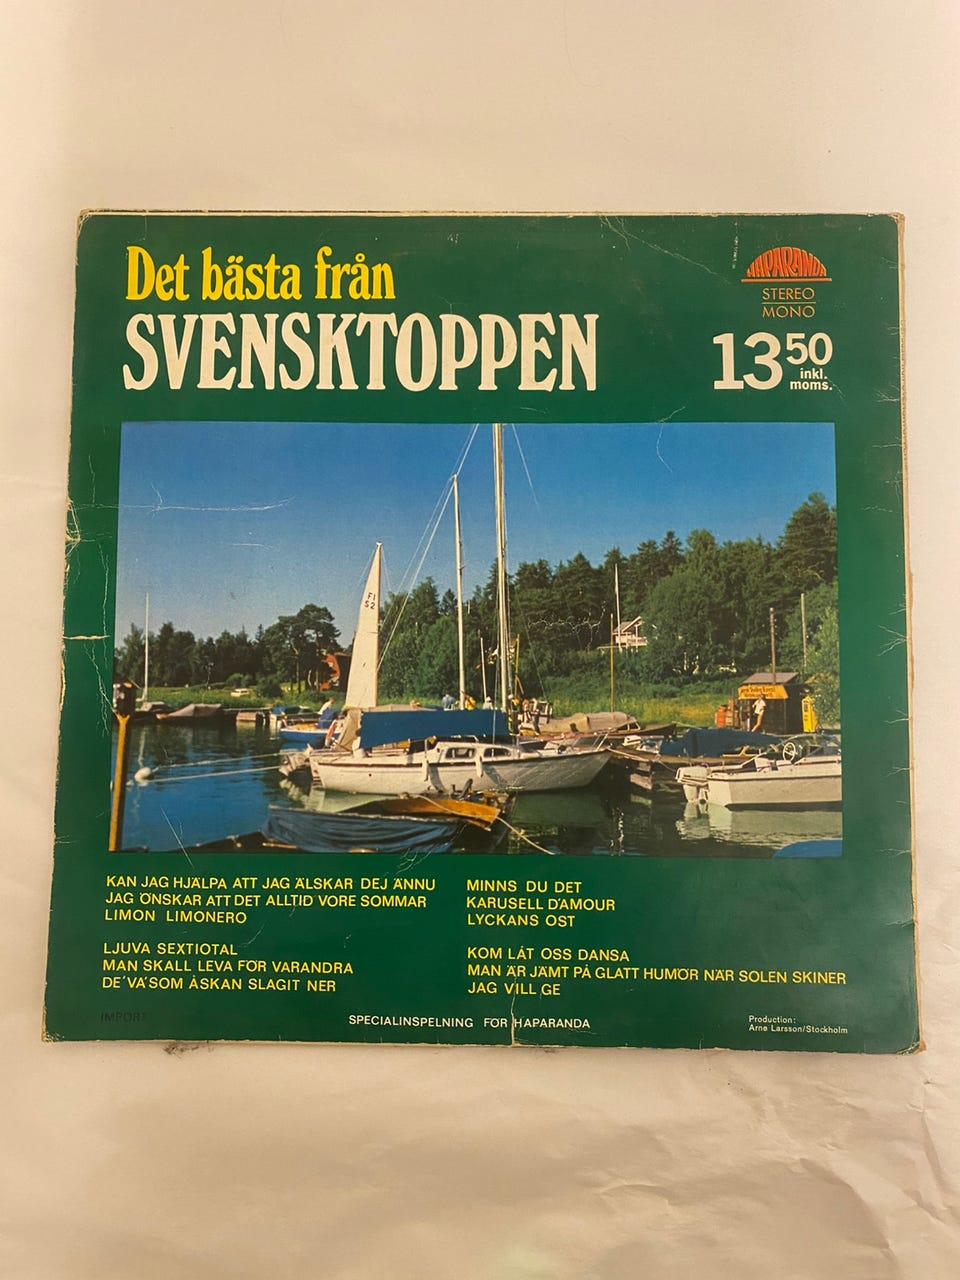 Det bästa från
SVENSKTOPPEN
HAPARANDA
STEREO
MONO
13 50
inkl.
moms.
FI
S2
KAN JAG HJÄLPA ATT JAG ÄLSKAR DEJ ÄNNU
JAG ÖNSKAR ATT DET ALLTID VORE SOMMAR
LIMON LIMONERO
LJUVA SEXTIOTAL
MAN SKALL LEVA FÖR VARANDRA
DE'VA'SOM ÅSKAN SLAGIT NER
MINNS DU DET
KARUSELL D'AMOUR
LYCKANS OST
KOM LÅT OSS DANSA
MAN ÄR JÄMT PÅ GLATT HUMÖR NÄR SOLEN SKINER
JAG VILL GE
IMPORT
SPECIALINSPELNING FÖR HAPARANDA
Production:
Arne Larsson/Stockholm